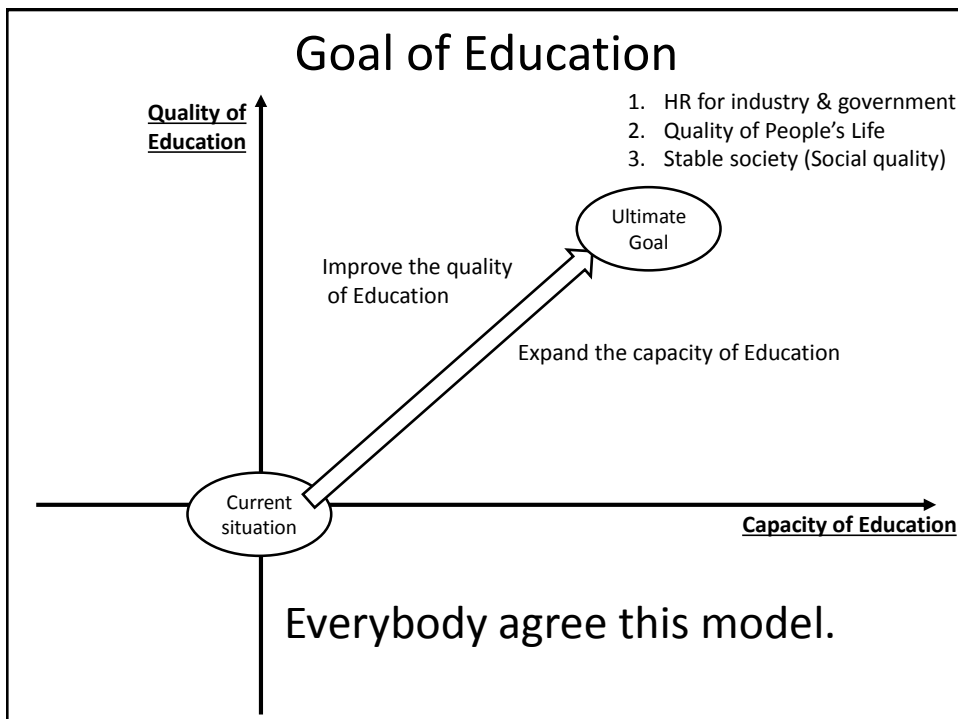 Goal of Education
Quality of
Education
1. HR for industry & government
2. Quality of People's Life
3. Stable society (Social quality)
Ultimate
Goal
Improve the quality
of Education
Expand the capacity of Education
Current
situation
Capacity of Education
Everybody agree this model.